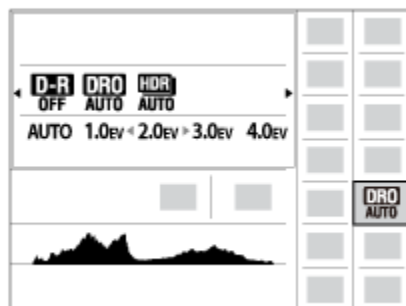 D-R DRO HDR
OFF AUTO AUTO
AUTO 1.0EV 2.0EV 3.0EV 4.0EV
DRO
AUTO